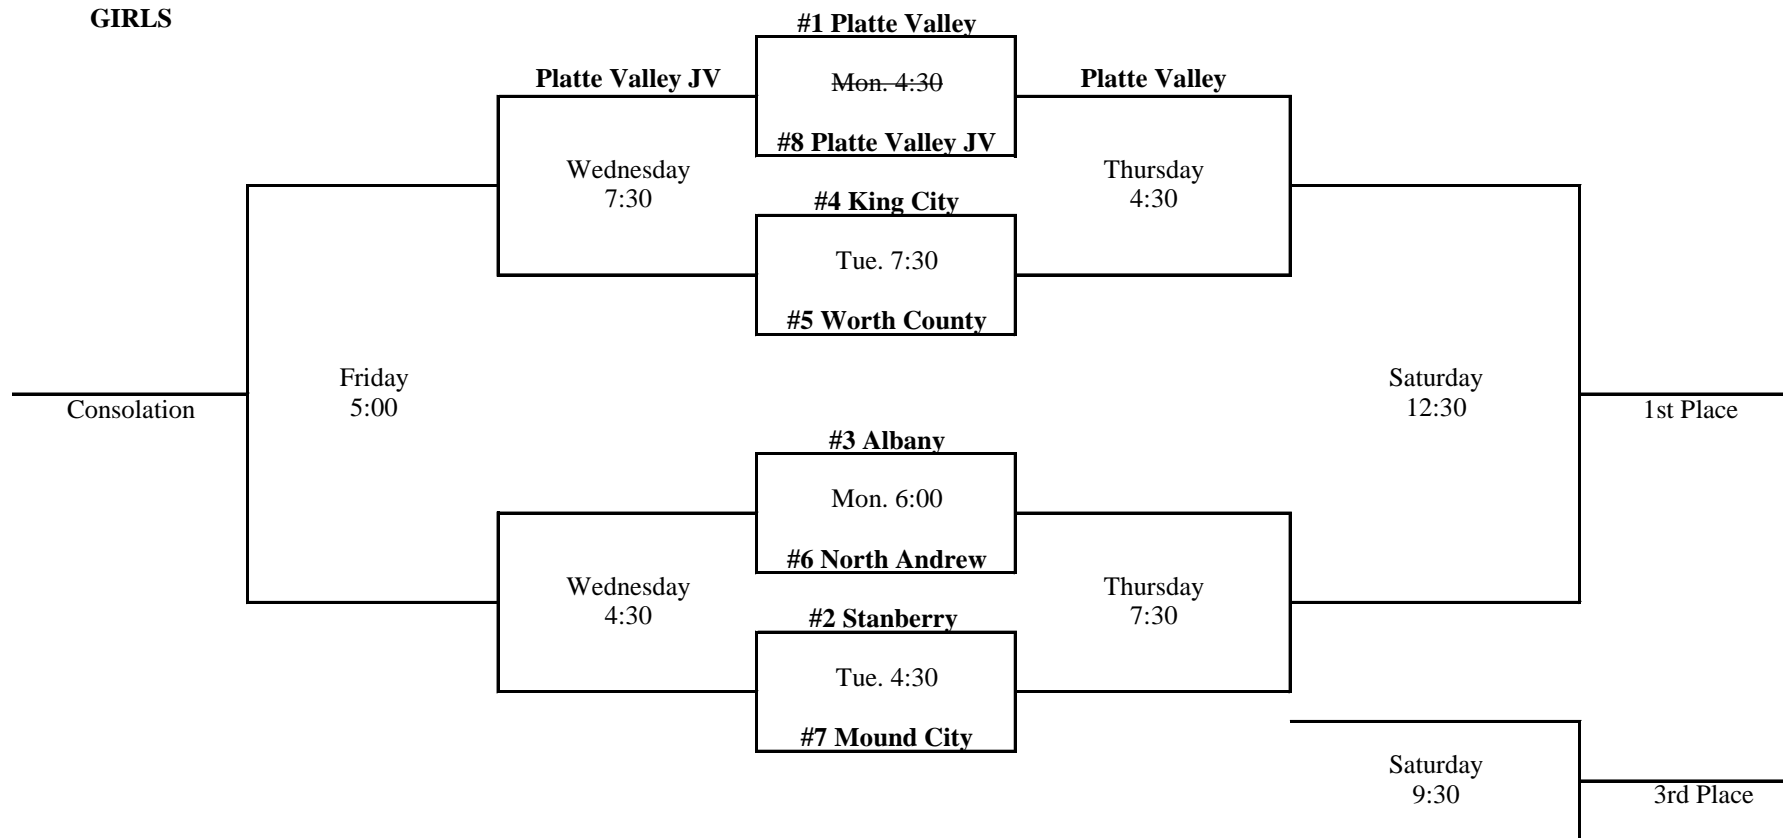 GIRLS
#1 Platte Valley
Platte Valley JV
Mon. 4:30
Platte Valley
#8 Platte Valley JV
Wednesday
7:30
Thursday
4:30
#4 King City
Tue. 7:30
#5 Worth County
Friday
5:00
Saturday
12:30
Consolation
1st Place
#3 Albany
Mon. 6:00
#6 North Andrew
Wednesday
4:30
Thursday
7:30
#2 Stanberry
Tue. 4:30
#7 Mound City
Saturday
9:30
3rd Place